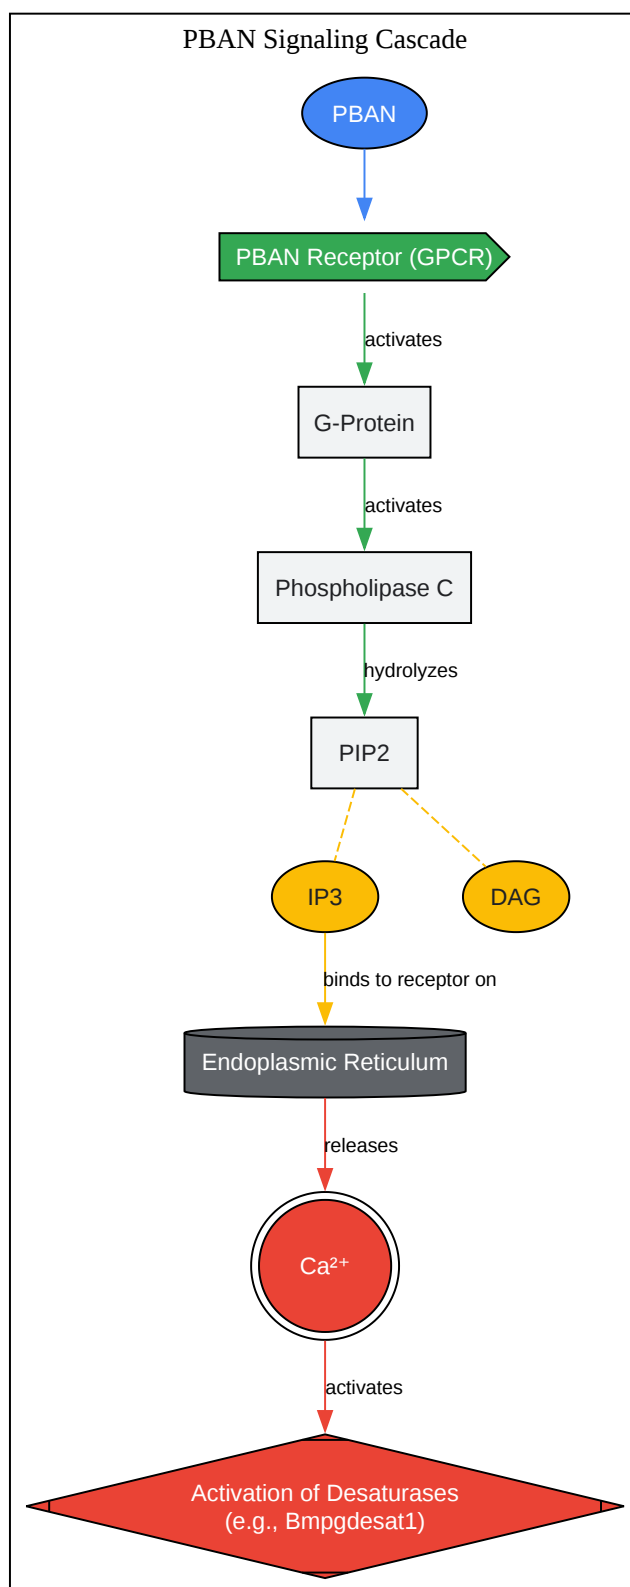 PBAN Signaling Cascade
PBAN
PBAN Receptor (GPCR)
activates
G-Protein
activates
Phospholipase C
hydrolyzes
PIP2
IP3
DAG
binds to receptor on
Endoplasmic Reticulum
releases
Ca²⁺
activates
Activation of Desaturases
(e.g., Bmpgdesat1)